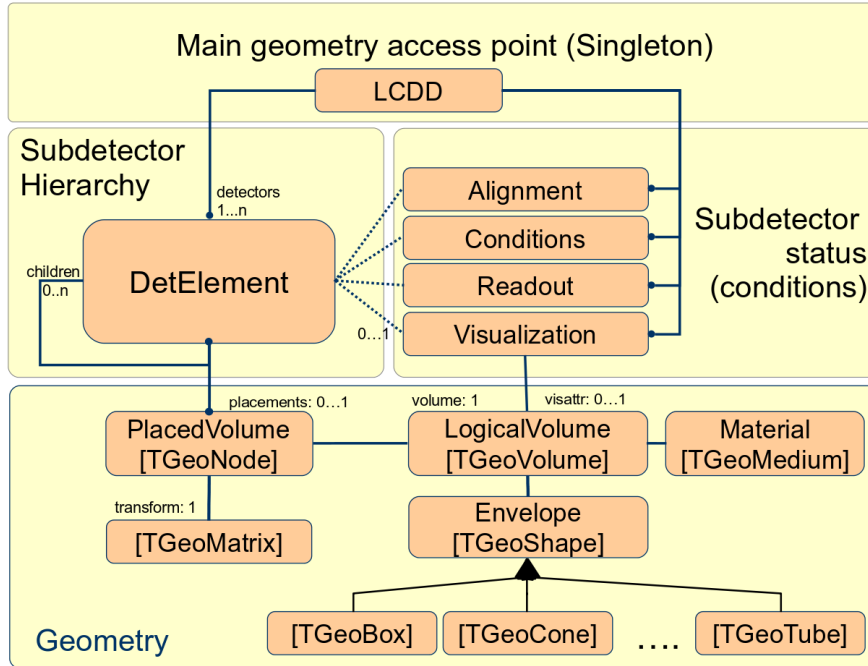 Main geometry access point (Singleton)
LCDD
Subdetector
Hierarchy
detectors
1...n
DetElement
children
0..n
Alignment
Conditions
Readout
Visualization
0...1
Subdetector
status
(conditions)
placements: 0...1
volume: 1
visattr: 0...1
PlacedVolume
[TGeoNode]
LogicalVolume
[TGeoVolume]
Material
[TGeoMedium]
transform: 1
[TGeoMatrix]
Envelope
[TGeoShape]
[TGeoBox]
[TGeoCone]
....
[TGeoTube]
Geometry